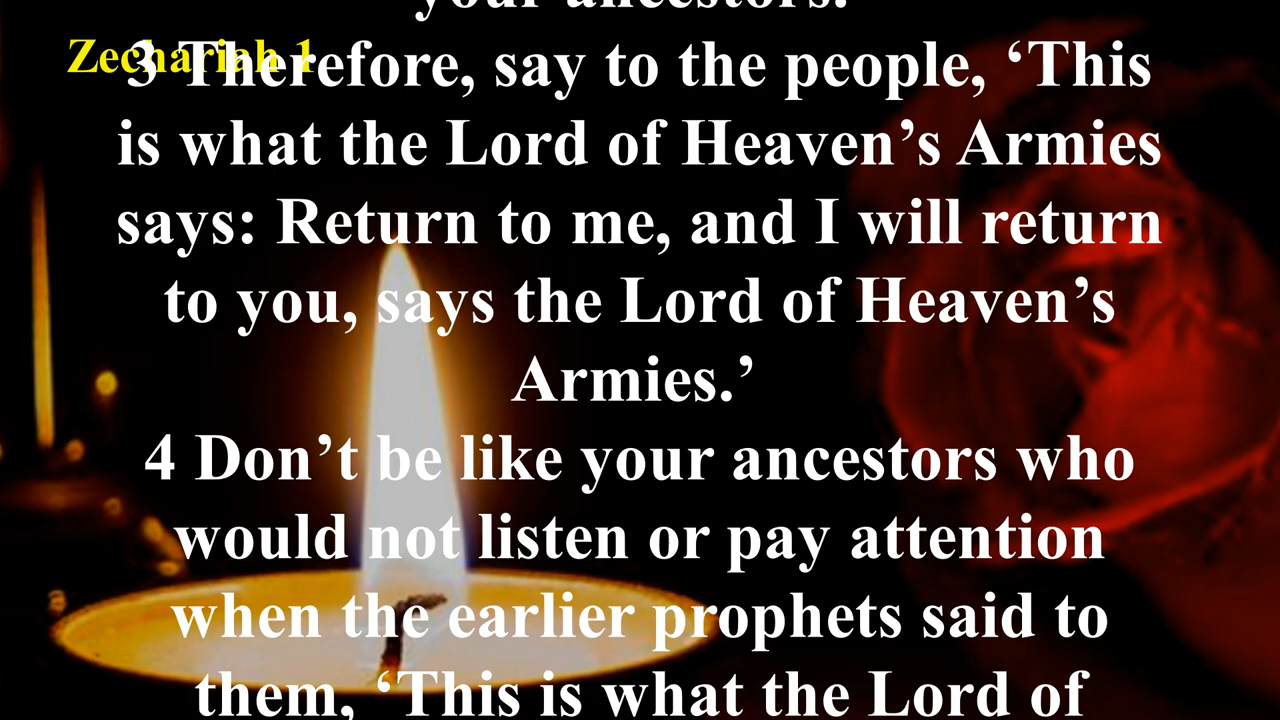 your ancestors.
Zechariah 1
3 Therefore, say to the people, ‘This
is what the Lord of Heaven’s Armies
says: Return to me, and I will return
to you, says the Lord of Heaven’s
Armies.’
4 Don’t be like your ancestors who
would not listen or pay attention
when the earlier prophets said to
them, ‘This is what the Lord of